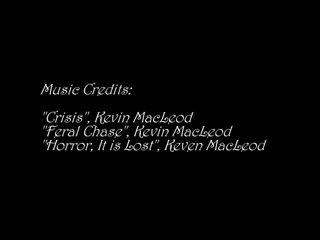 Music Credits:
"Crisis", Kevin MacLeod
"Feral Chase", Kevin MacLeod
"Horror, It is Lost", Keven MacLeod